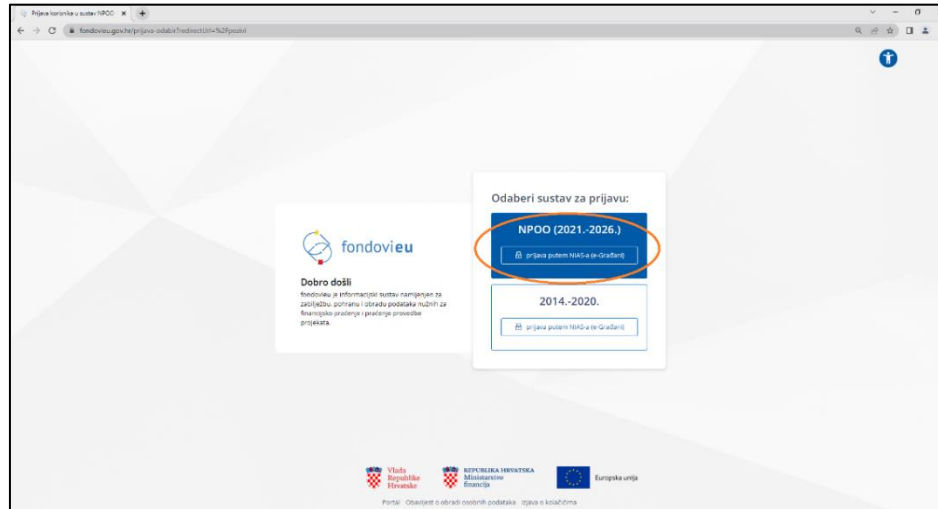 Prijava korisnika u sustav NPOO
fondovieu.gov.hr/prijava-odabir?redirectUrl=%2Fpozivi
Odaberi sustav za prijavu:
NPOO (2021.-2026.)
prijava putem NIAS-a (e-Građani)
2014.-2020.
prijava putem NIAS-a (e-Građani)
fondovieu
Dobro došli
fondovieu je informacijski sustav namijenjen za
zabilježbu, pohranu i obradu podataka nužnih za
financijsko praćenje i praćenje provedbe
projekata.
Vlada
Republike
Hrvatske
REPUBLIKA HRVATSKA
Ministarstvo
financija
Europska unija
Portal Obavijest o obradi osobnih podataka Izjava o kolačićima